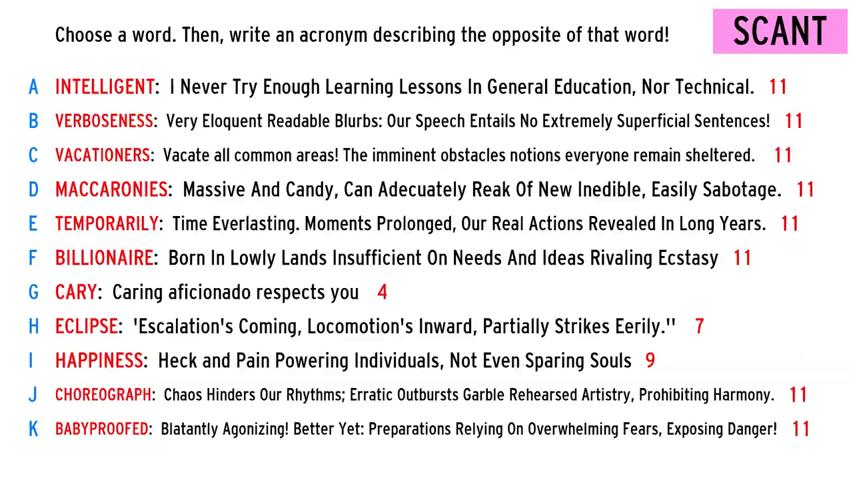 Choose a word. Then, write an acronym describing the opposite of that word!
SCANT
A INTELLIGENT: I Never Try Enough Learning Lessons In General Education, Nor Technical. 11
B VERBOSENESS: Very Eloquent Readable Blurbs: Our Speech Entails No Extremely Superficial Sentences! 11
C VACATIONERS: Vacate all common areas! The imminent obstacles notions everyone remain sheltered. 11
D MACCARONIES: Massive And Candy, Can Adecuately Reak Of New Inedible, Easily Sabotage. 11
E TEMPORARILY: Time Everlasting. Moments Prolonged, Our Real Actions Revealed In Long Years. 11
F BILLIONAIRE: Born In Lowly Lands Insufficient On Needs And Ideas Rivaling Ecstasy 11
G CARY: Caring aficionado respects you 4
H ECLIPSE: 'Escalation's Coming, Locomotion's Inward, Partially Strikes Eerily.'' 7
I HAPPINESS: Heck and Pain Powering Individuals, Not Even Sparing Souls 9
J CHOREOGRAPH: Chaos Hinders Our Rhythms; Erratic Outbursts Garble Rehearsed Artistry, Prohibiting Harmony. 11
K BABYPROOFED: Blatantly Agonizing! Better Yet: Preparations Relying On Overwhelming Fears, Exposing Danger! 11